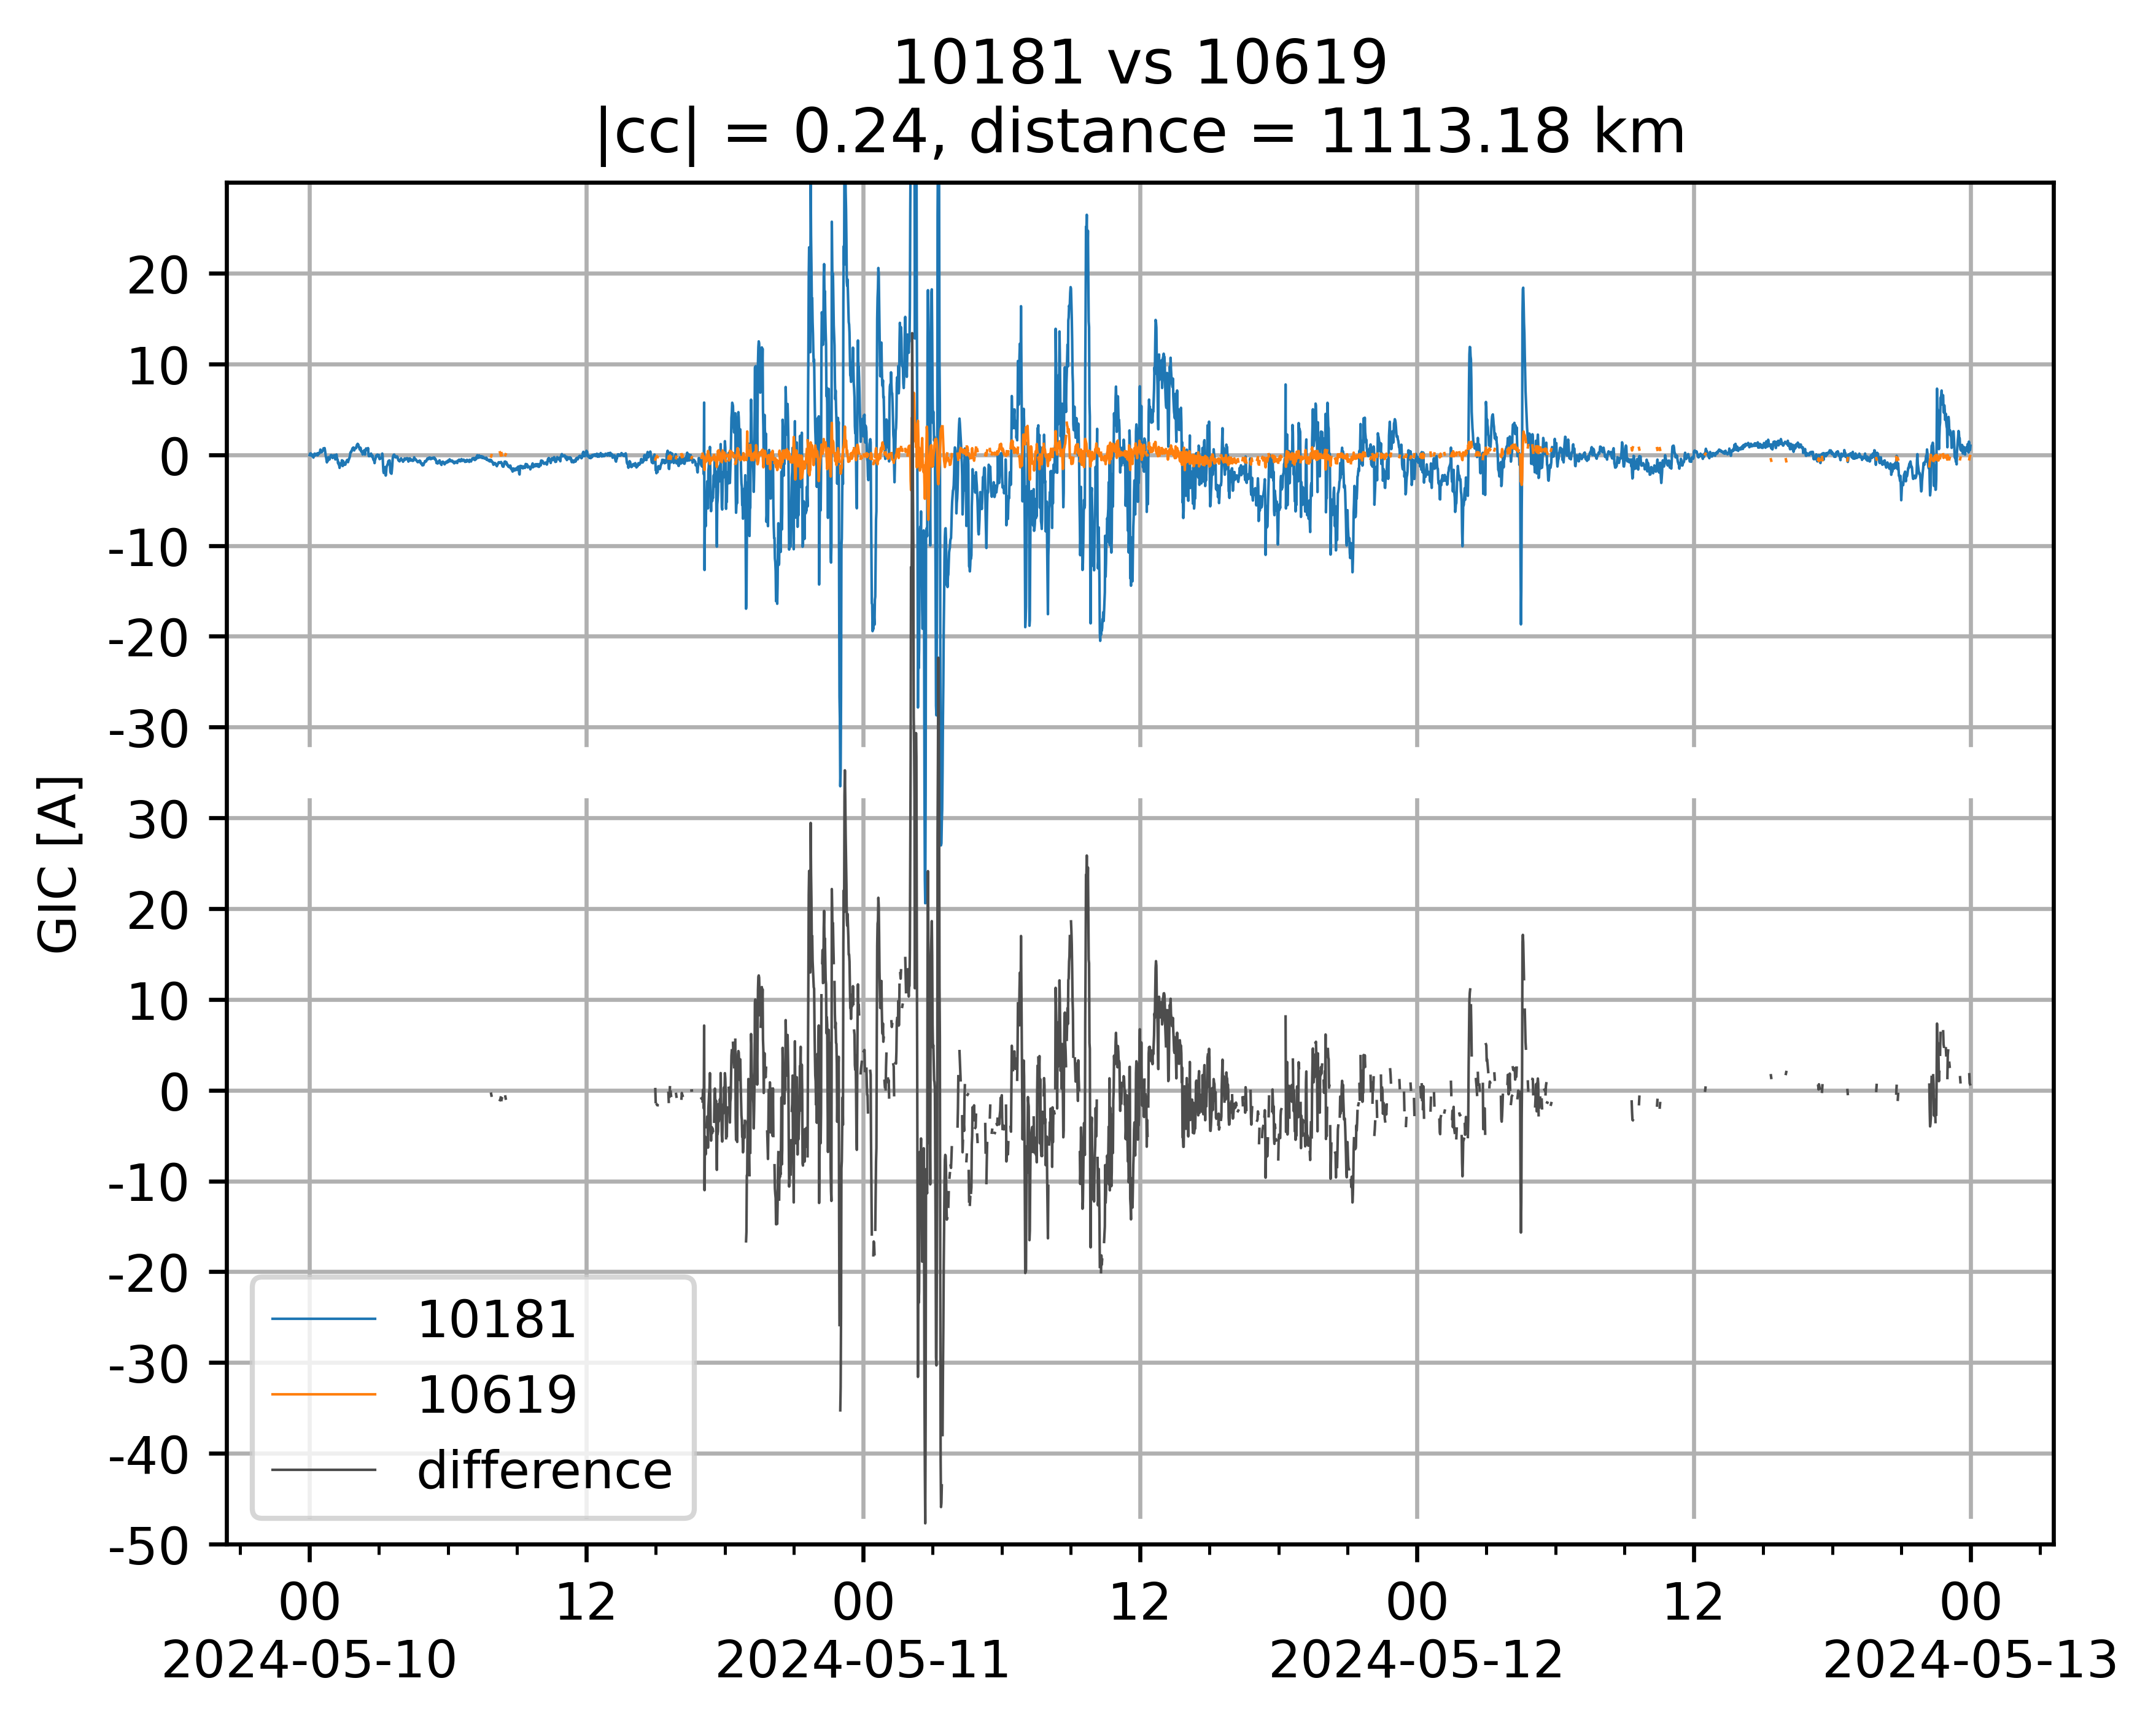 10181 vs 10619
|cc| = 0.24, distance = 1113.18 km
GIC [A]
20
10
0
-10
-20
-30
30
20
10
0
-10
-20
-30
-40
-50
10181
10619
difference
00 12 00 12 00 12 00
2024-05-10 2024-05-11 2024-05-12 2024-05-13